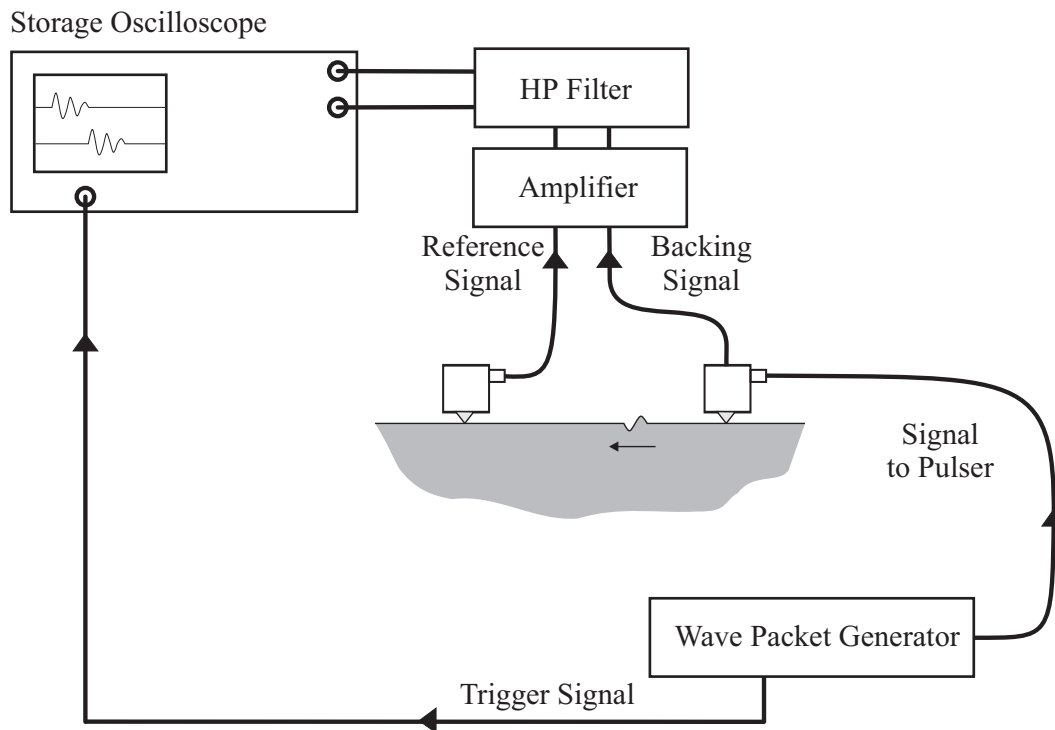 Storage Oscilloscope
HP Filter
Amplifier
Reference
Signal
Backing
Signal
Signal
to Pulser
Wave Packet Generator
Trigger Signal